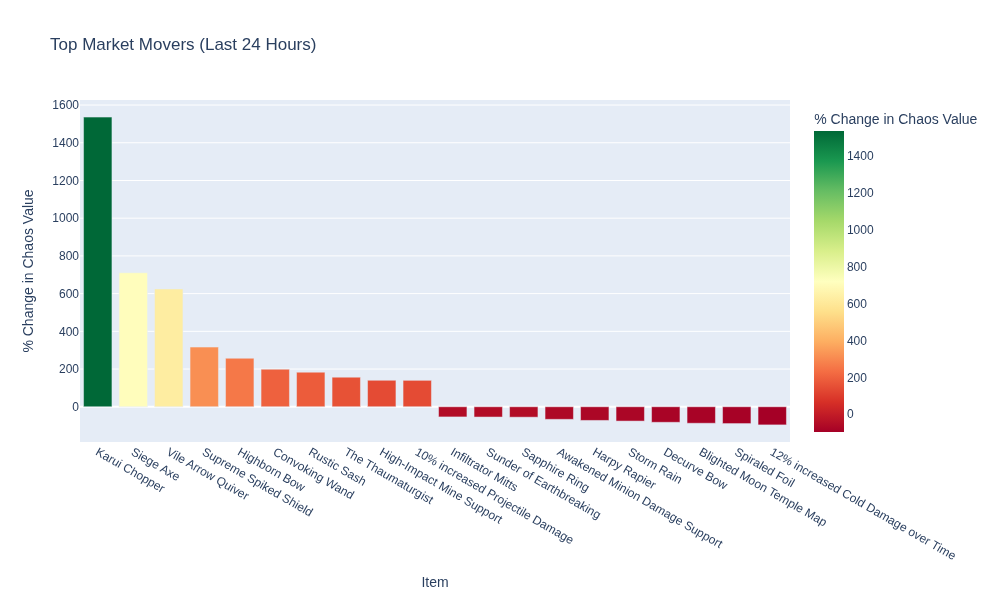 Top Market Movers (Last 24 Hours)
% Change in Chaos Value
1600
1400
1200
1000
800
600
400
200
0
Karui Chopper
Siege Axe
Vile Arrow Quiver
Supreme Spiked Shield
Highborn Bow
Convoking Wand
Rustic Sash
The Thaumaturgist
High-Impact Mine Support
10% increased Projectile Damage
Infiltrator Mitts
Sunder of Earthbreaking
Sapphire Ring
Awakened Minion Damage Support
Harpy Rapier
Storm Rain
Decurve Bow
Blighted Moon Temple Map
Spiraled Foil
12% increased Cold Damage over Time
Item
% Change in Chaos Value
1400
1200
1000
800
600
400
200
0